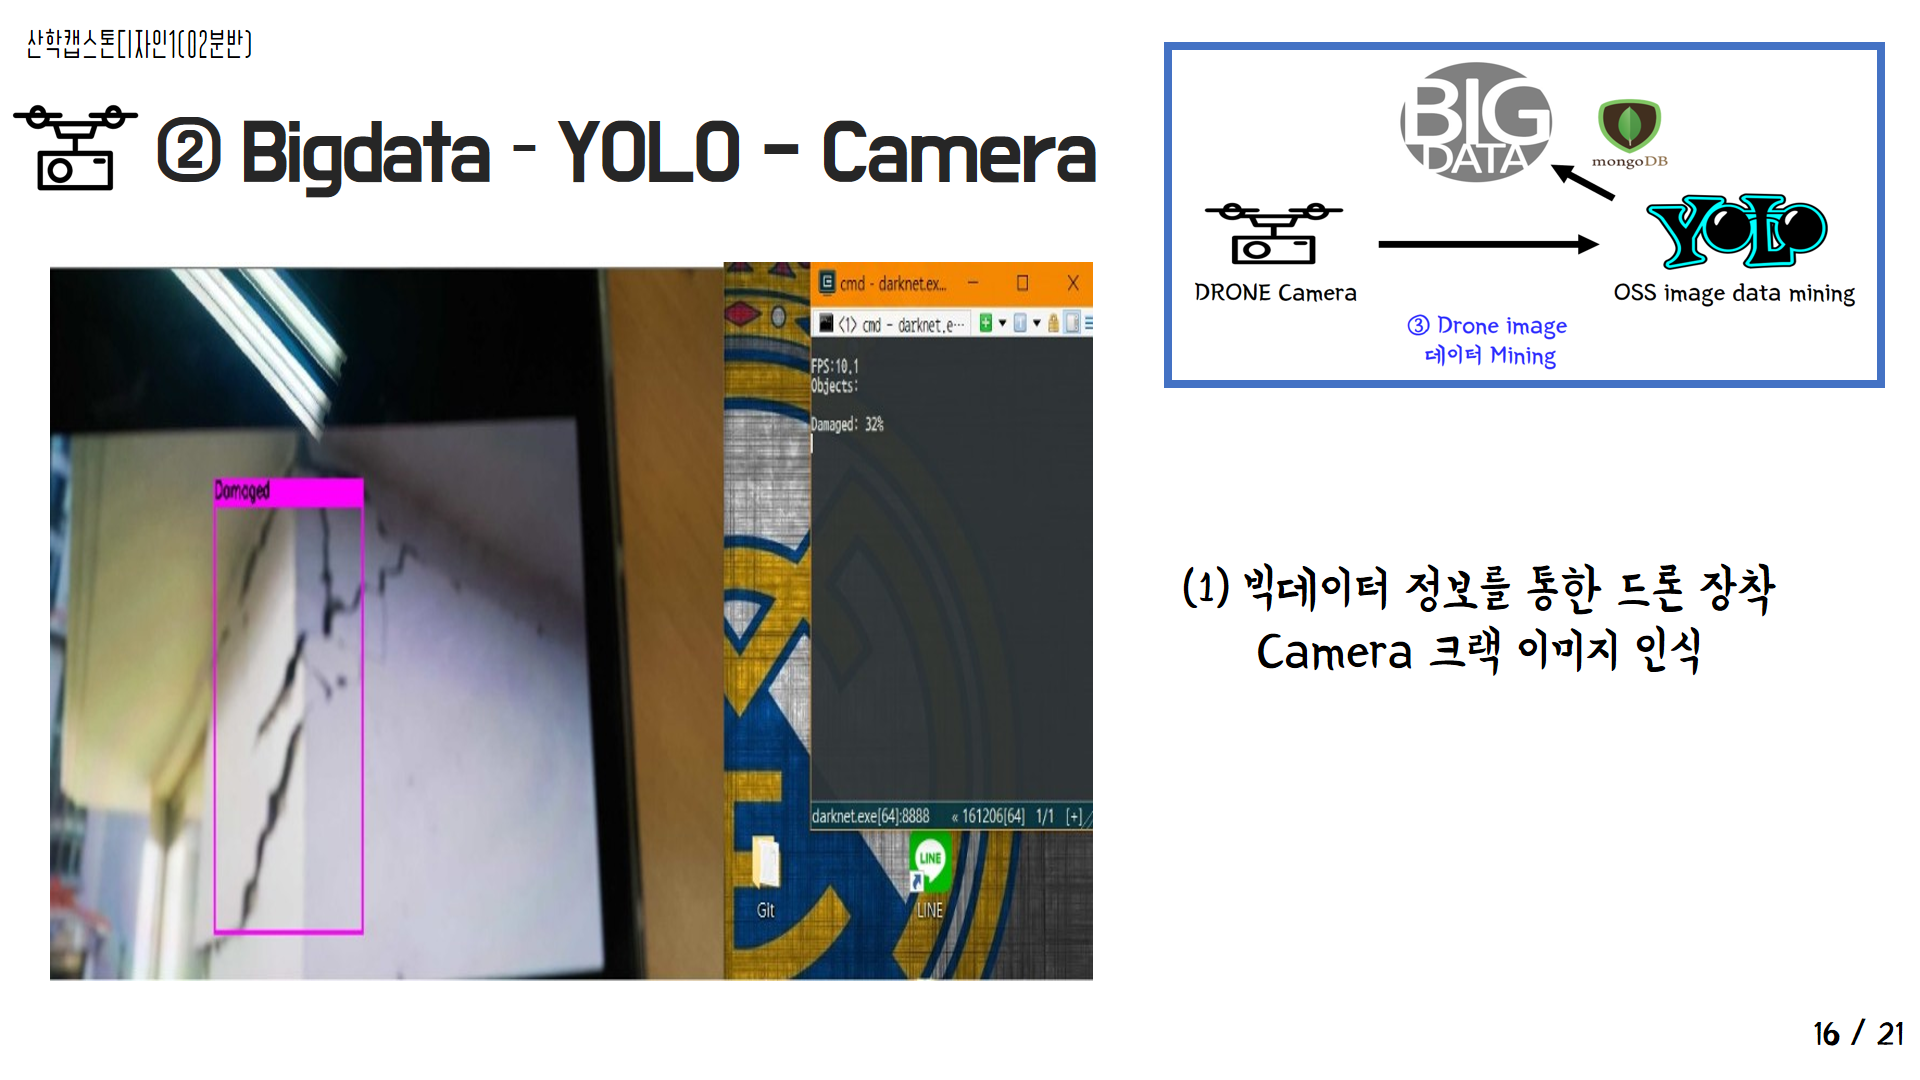 산학캡스톤디자인1(02분반)
② Bigdata - YOLO – Camera
BIG
DATA
mongoDB
YOLO
DRONE Camera
OSS image data mining
③ Drone image
데이터 Mining
cmd - darknet.ex...
<1> cmd - darknet.e...
FPS:10.1
Objects:
Damaged: 32%
Damaged
darknet.exe[64]:8888 « 161206[64] 1/1 [+]
LINE
Git
LINE
(1) 빅데이터 정보를 통한 드론 장착
Camera 크랙 이미지 인식
16 / 21